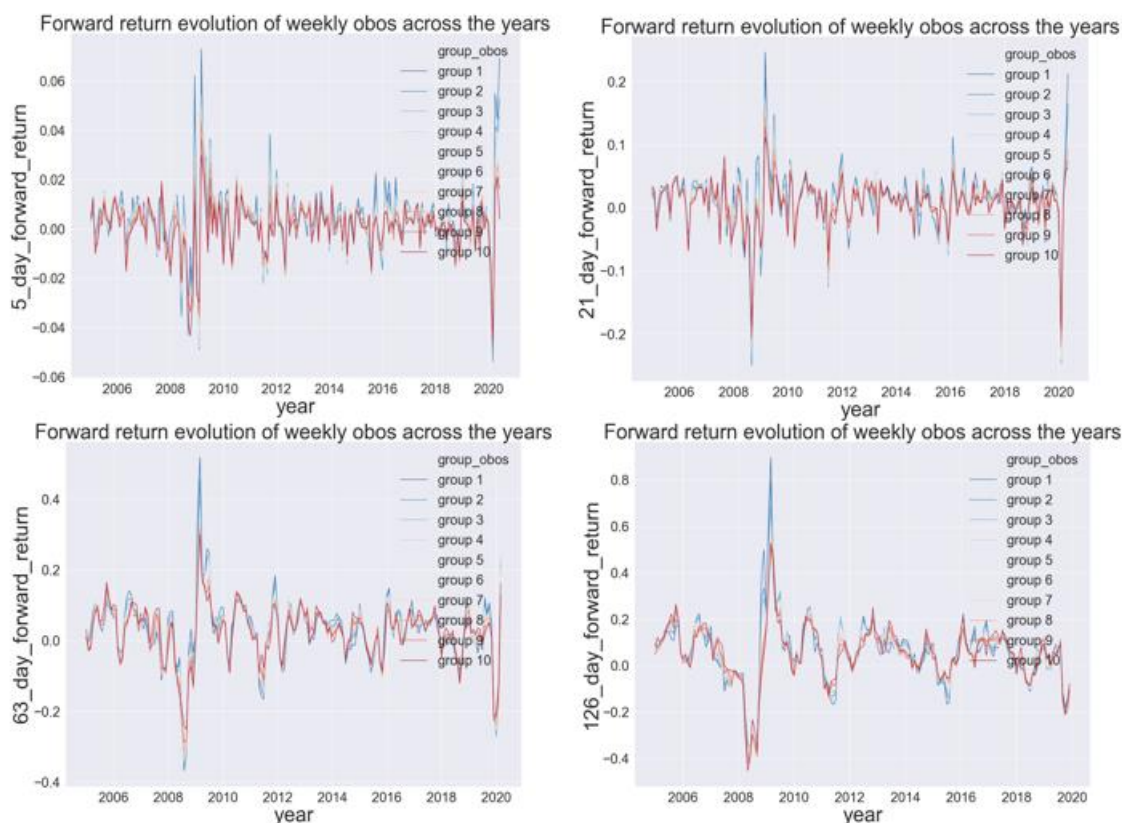 Forward return evolution of weekly obos across the years
5_day_forward_return
0.06
0.04
0.02
0.00
−0.02
−0.04
−0.06
group_obos
group 1
group 2
group 3
group 4
group 5
group 6
group 7
group 8
group 9
group 10
2006 2008 2010 2012 2014 2016 2018 2020
year
Forward return evolution of weekly obos across the years
21_day_forward_return
0.2
0.1
0.0
−0.1
−0.2
group_obos
group 1
group 2
group 3
group 4
group 5
group 6
group 7
group 8
group 9
group 10
2006 2008 2010 2012 2014 2016 2018 2020
year
Forward return evolution of weekly obos across the years
63_day_forward_return
0.4
0.2
0.0
−0.2
−0.4
group_obos
group 1
group 2
group 3
group 4
group 5
group 6
group 7
group 8
group 9
group 10
2006 2008 2010 2012 2014 2016 2018 2020
year
Forward return evolution of weekly obos across the years
126_day_forward_return
0.8
0.6
0.4
0.2
0.0
−0.2
−0.4
group_obos
group 1
group 2
group 3
group 4
group 5
group 6
group 7
group 8
group 9
group 10
2006 2008 2010 2012 2014 2016 2018 2020
year